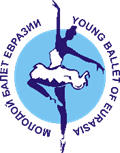 МОЛОДОЙ БАЛЕТ ЕВРАЗИИ
YOUNG BALLET OF EURASIA